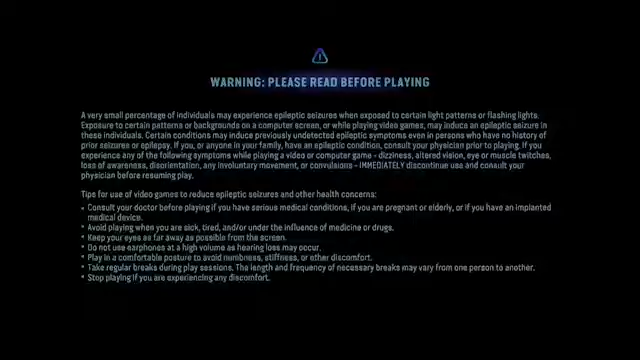 WARNING: PLEASE READ BEFORE PLAYING
A very small percentage of individuals may experience epileptic seizures when exposed to certain light patterns or flashing lights.
Exposure to certain patterns or backgrounds on a computer screen, or while playing video games, may induce an epileptic seizure in
these individuals. Certain conditions may induce previously undetected epileptic symptoms even in persons who have no history of
prior seizures or epilepsy. If you, or anyone in your family, have an epileptic condition, consult your physician prior to playing. If you
experience any of the following symptoms while playing a video or computer game - dizziness, altered vision, eye or muscle twitches,
loss of awareness, disorientation, any involuntary movement, or convulsions - IMMEDIATELY discontinue use and consult your
physician before resuming play.
Tips for use of video games to reduce epileptic seizures and other health concerns:
• Consult your doctor before playing if you have serious medical conditions, if you are pregnant or elderly, or if you have an implanted
medical device.
• Avoid playing when you are sick, tired, and/or under the influence of medicine or drugs.
• Keep your eyes as far away as possible from the screen.
• Do not use earphones at a high volume as hearing loss may occur.
• Play in a comfortable posture to avoid numbness, stiffness, or other discomfort.
• Take regular breaks during play sessions. The length and frequency of necessary breaks may vary from one person to another.
• Stop playing if you are experiencing any discomfort.